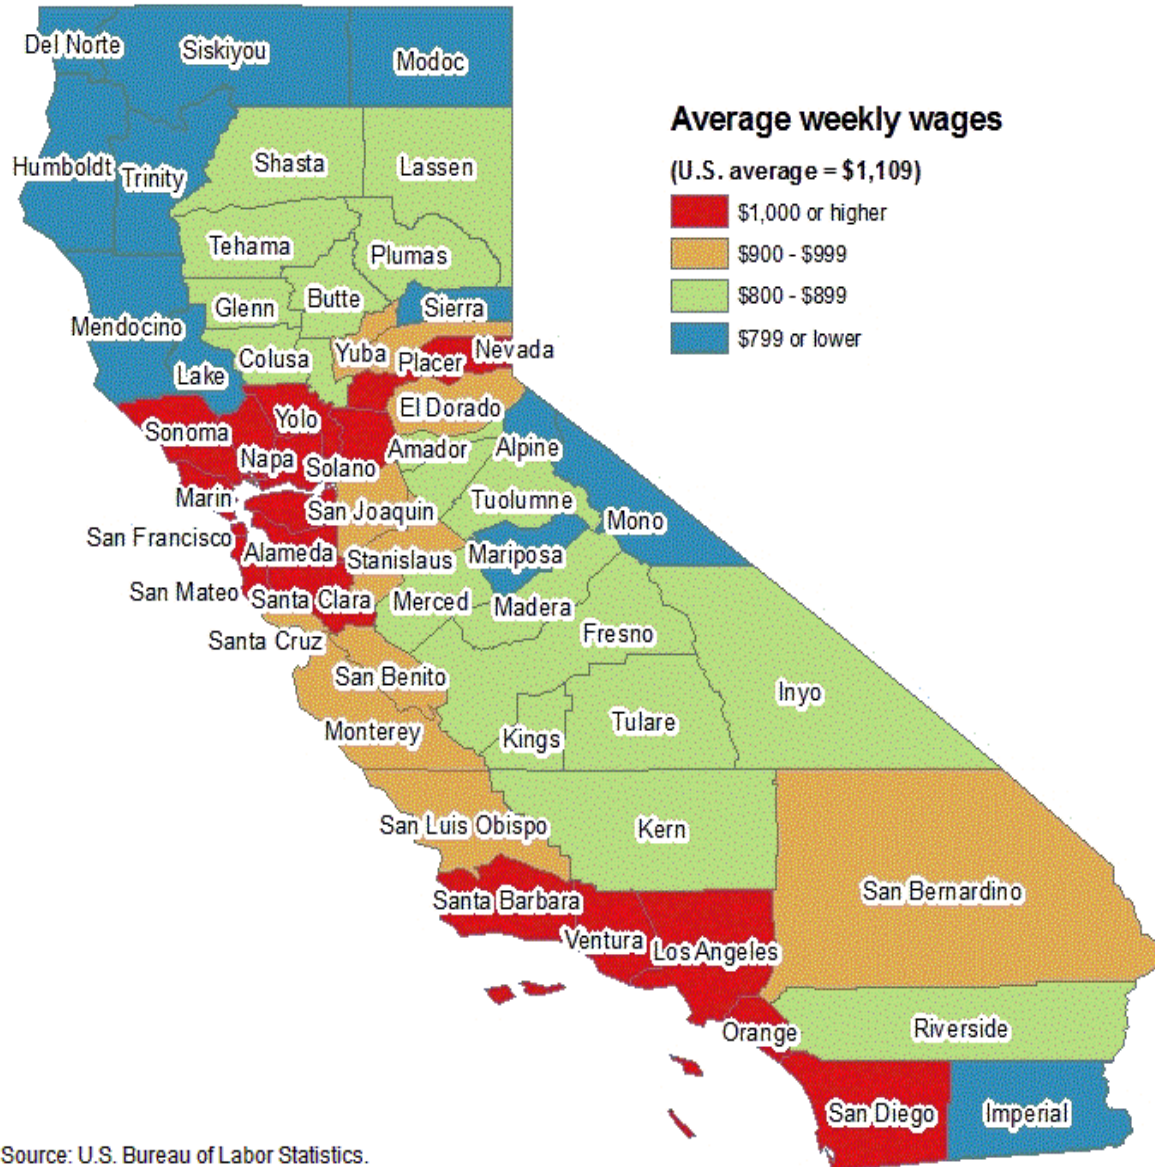 Del Norte
Siskiyou
Modoc
Average weekly wages
(U.S. average = $1,109)
$1,000 or higher
$900 - $999
$800 - $899
$799 or lower
Humboldt
Trinity
Shasta
Lassen
Tehama
Plumas
Glenn
Butte
Sierra
Mendocino
Colusa
Yuba
Placer
Nevada
Lake
El Dorado
Sonoma
Yolo
Napa
Solano
Amador
Alpine
Marin
San Joaquin
Tuolumne
Mono
San Francisco
Alameda
Stanislaus
Mariposa
San Mateo
Santa Clara
Merced
Madera
Santa Cruz
Fresno
San Benito
Inyo
Monterey
Kings
Tulare
San Luis Obispo
Kern
San Bernardino
Santa Barbara
Ventura
Los Angeles
Orange
Riverside
San Diego
Imperial
Source: U.S. Bureau of Labor Statistics.